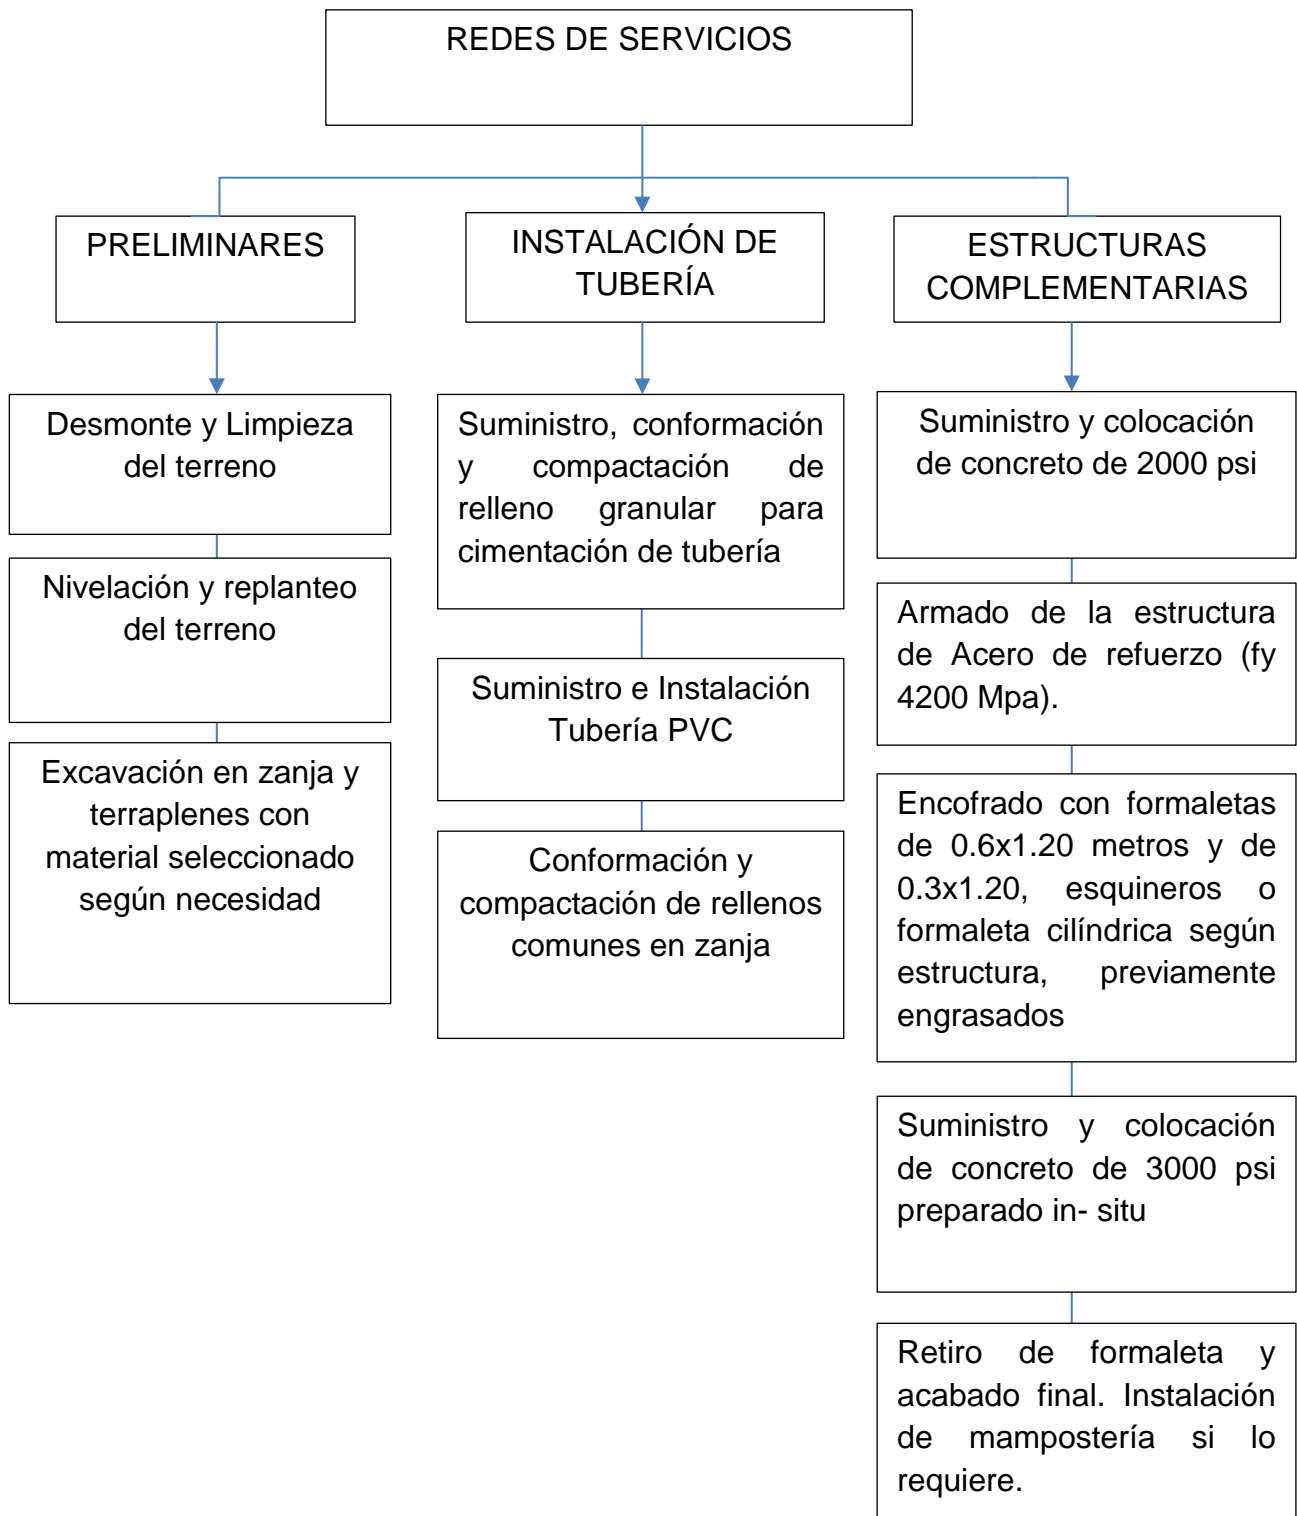 REDES DE SERVICIOS
PRELIMINARES
INSTALACIÓN DE
TUBERÍA
ESTRUCTURAS
COMPLEMENTARIAS
Desmonte y Limpieza
del terreno
Nivelación y replanteo
del terreno
Excavación en zanja y
terraplenes con
material seleccionado
según necesidad
Suministro, conformación
y compactación de
relleno granular para
cimentación de tubería
Suministro e Instalación
Tubería PVC
Conformación y
compactación de rellenos
comunes en zanja
Suministro y colocación
de concreto de 2000 psi
Armado de la estructura
de Acero de refuerzo (fy
4200 Mpa).
Encofrado con formaletas
de 0.6x1.20 metros y de
0.3x1.20, esquineros o
formaleta cilíndrica según
estructura, previamente
engrasados
Suministro y colocación
de concreto de 3000 psi
preparado in- situ
Retiro de formaleta y
acabado final. Instalación
de mampostería si lo
requiere.